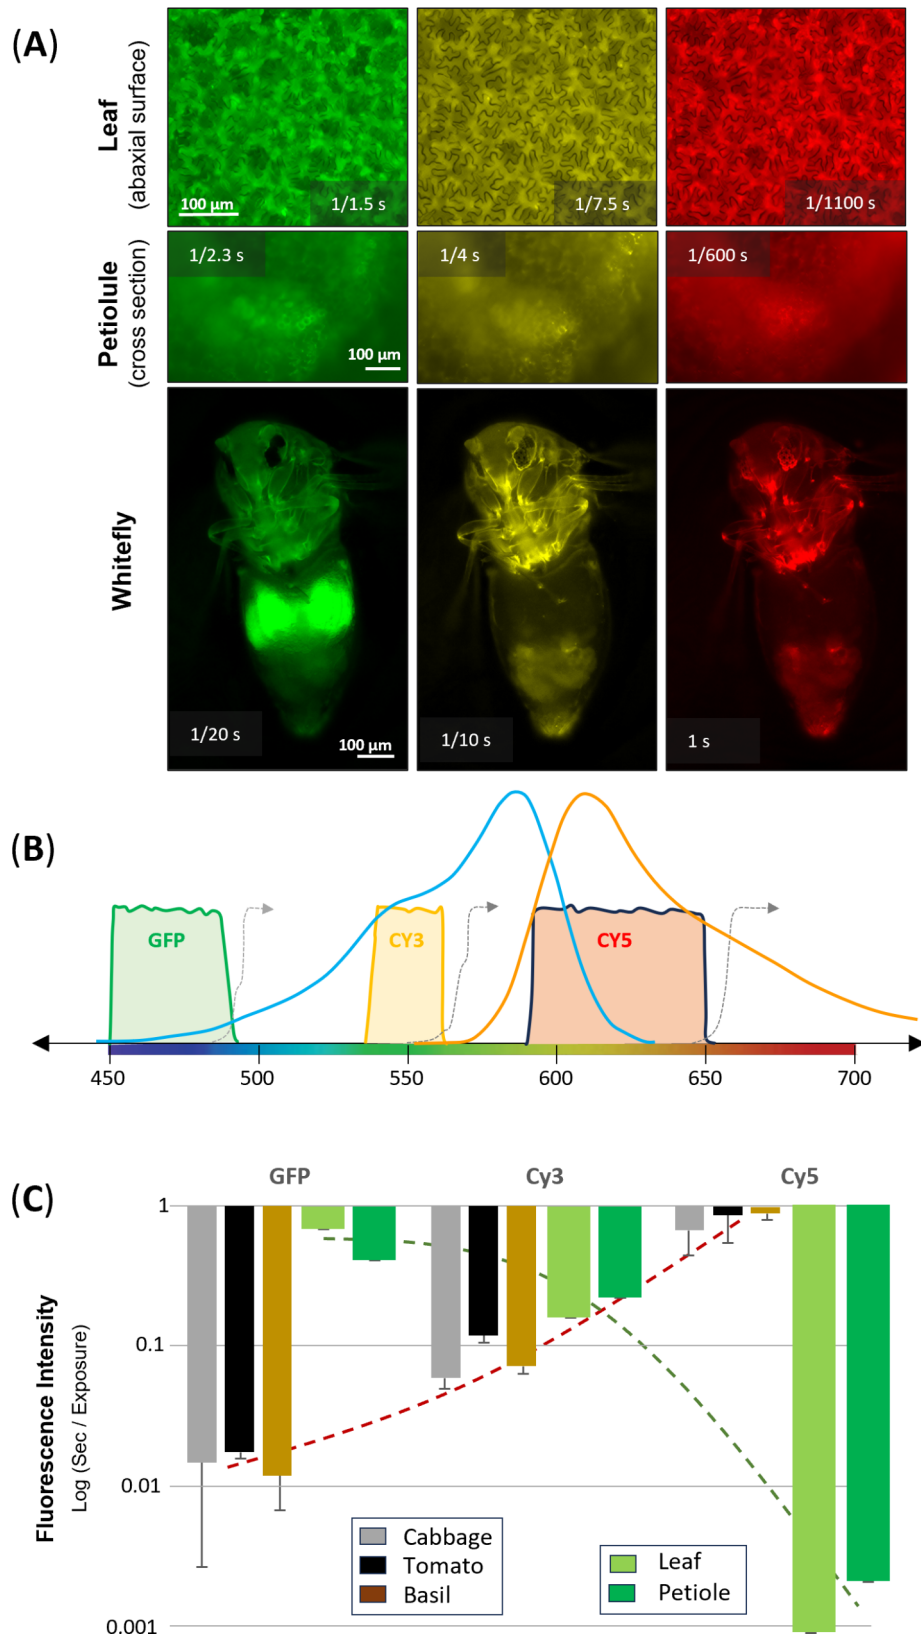 (A)
Leaf
(abaxial surface)
100 µm
1/1.5 s
1/7.5 s
1/1100 s
Petiolule
(cross section)
1/2.3 s
100 µm
1/4 s
1/600 s
Whitefly
1/20 s
100 µm
1/10 s
1 s
(B)
GFP
CY3
CY5
450
500
550
600
650
700
(C)
GFP
Cy3
Cy5
Fluorescence Intensity
Log (Sec / Exposure)
1
0.1
0.01
0.001
Cabbage
Tomato
Basil
Leaf
Petiole